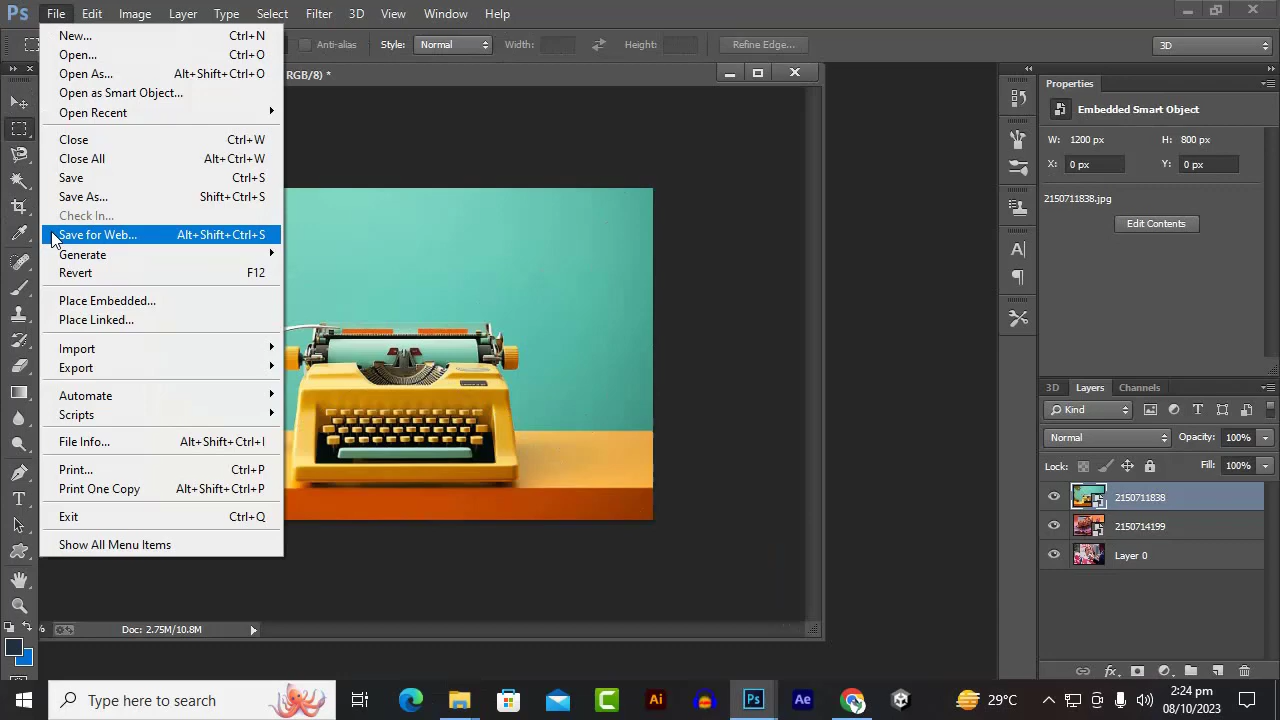 Ps File Edit Image Layer Type Select Filter 3D View Window Help
Anti-alias Style: Normal Width: Height: Refine Edge... 3D
RGB/8) *
New... Ctrl+N
Open... Ctrl+O
Open As... Alt+Shift+Ctrl+O
Open as Smart Object...
Open Recent
Close Ctrl+W
Close All Alt+Ctrl+W
Save Ctrl+S
Save As... Shift+Ctrl+S
Check In...
Save for Web... Alt+Shift+Ctrl+S
Generate
Revert F12
Place Embedded...
Place Linked...
Import
Export
Automate
Scripts
File Info... Alt+Shift+Ctrl+I
Print... Ctrl+P
Print One Copy Alt+Shift+Ctrl+P
Exit Ctrl+Q
Show All Menu Items
% Doc: 2.75M/10.8M
Properties
Embedded Smart Object
W: 1200 px H: 800 px
X: 0 px Y: 0 px
2150711838.jpg
Edit Contents
3D Layers Channels
Kind
Normal Opacity: 100%
Lock: Fill: 100%
2150711838
2150714199
Layer 0
Type here to search
Ai Ps Ae
29°C
2:24 pm
08/10/2023